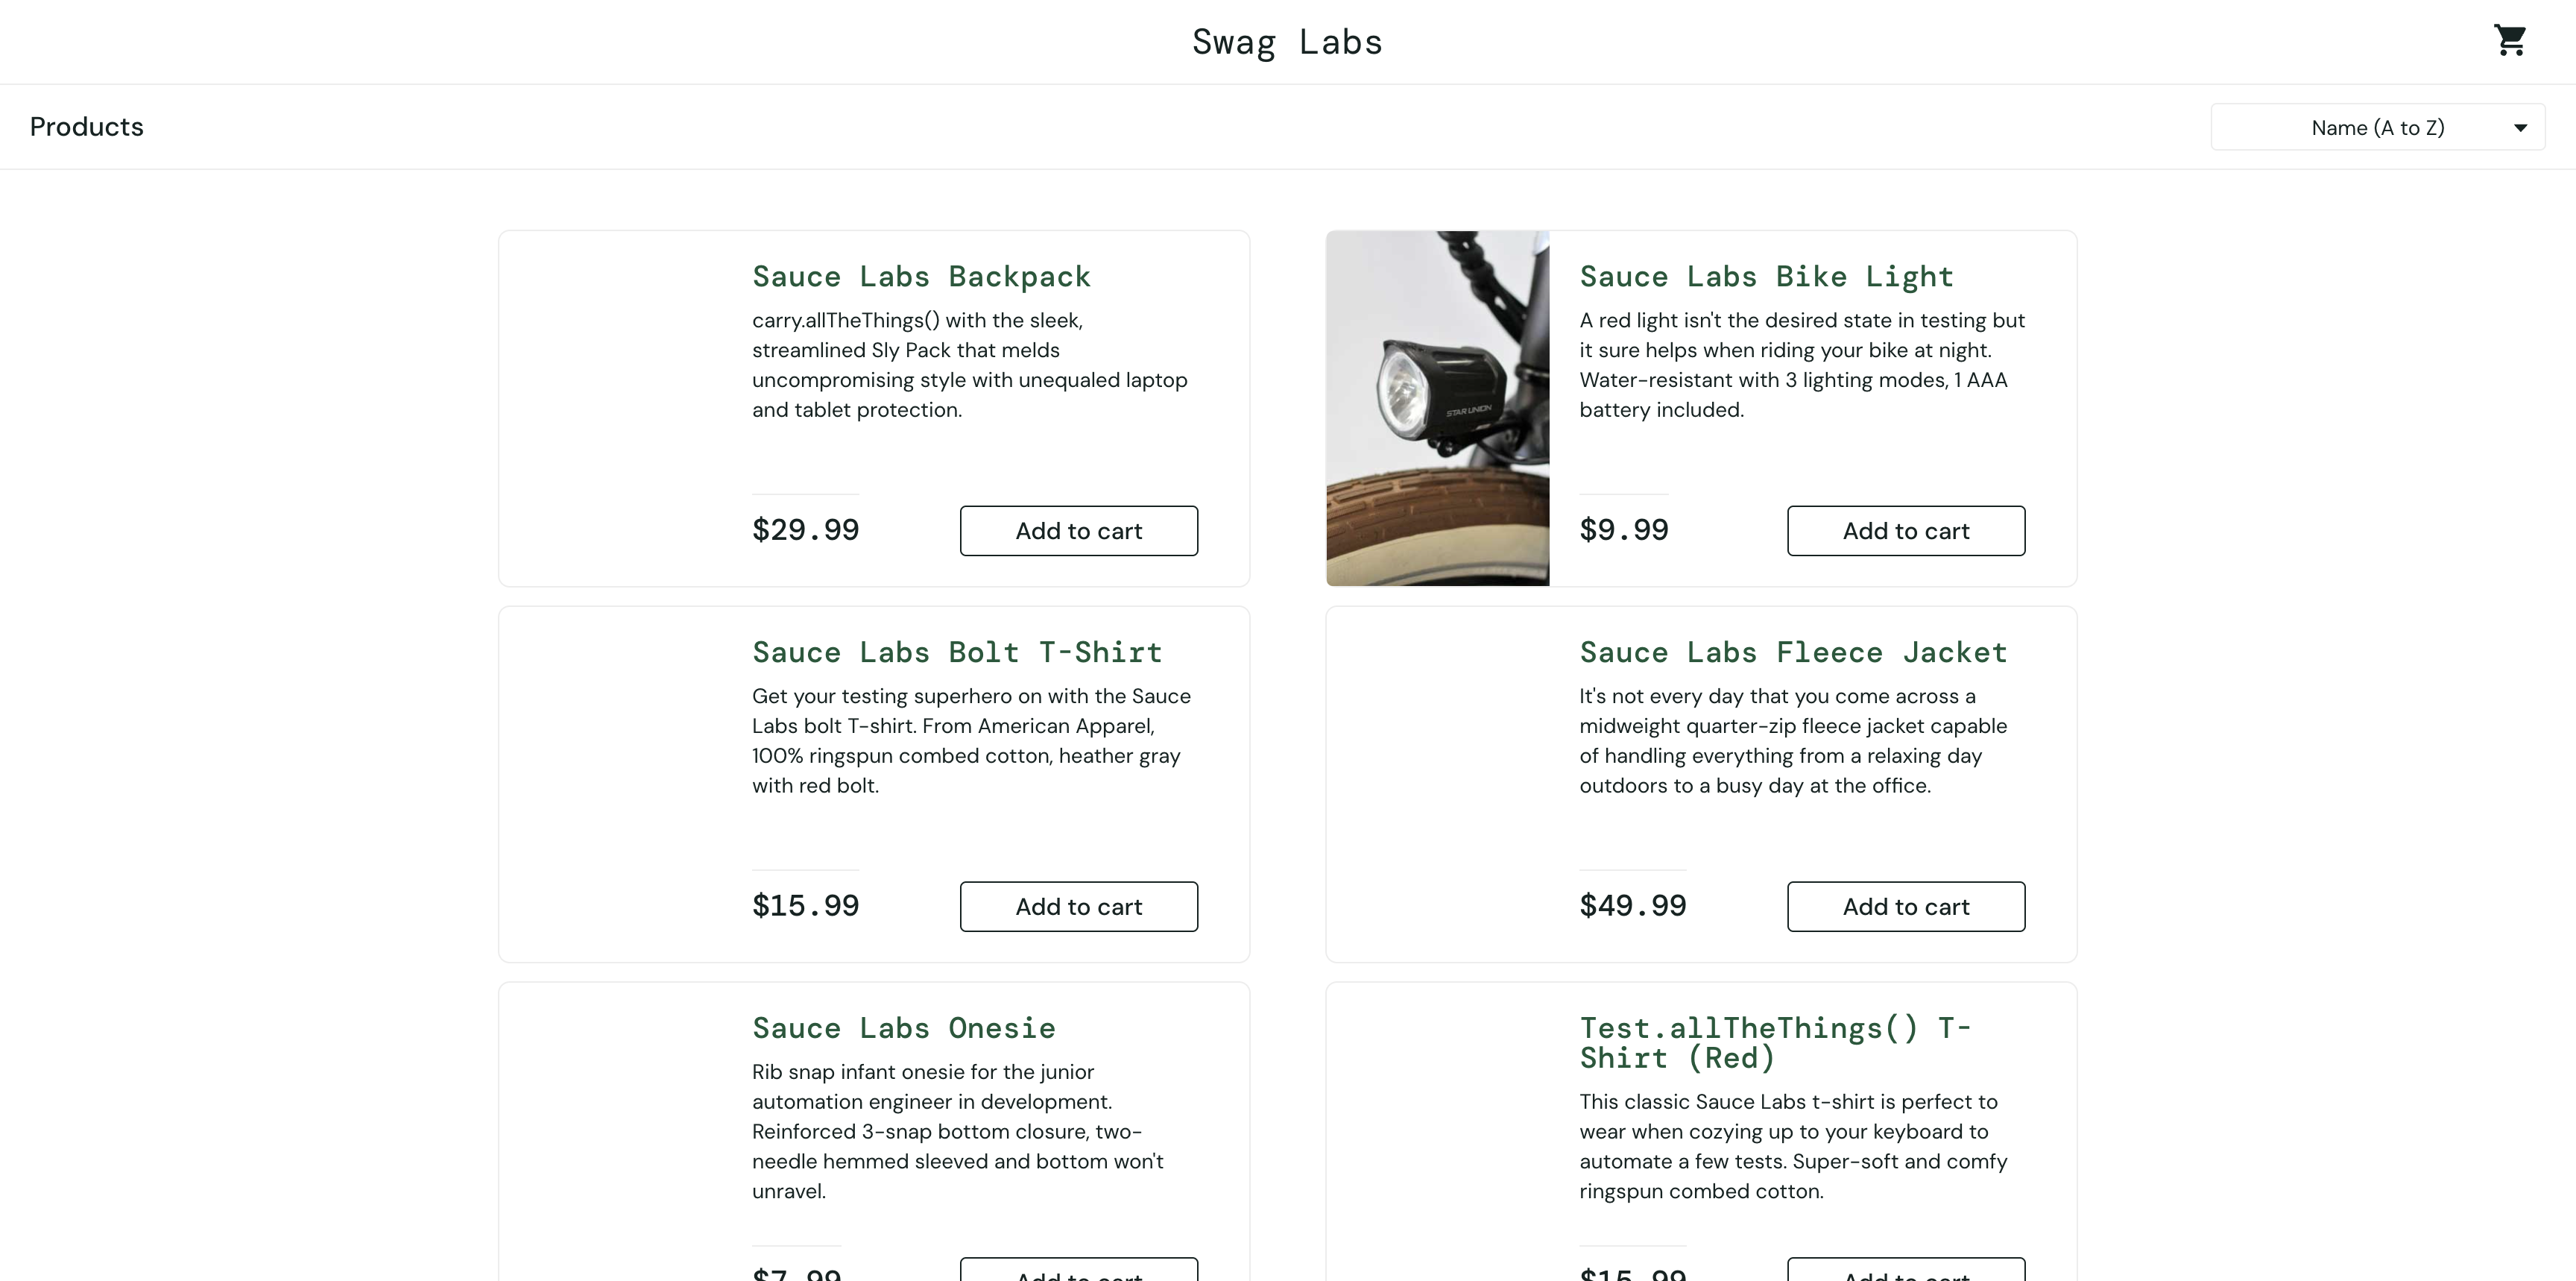 Swag Labs
Products
Name (A to Z)
Sauce Labs Backpack
carry.allTheThings() with the sleek,
streamlined Sly Pack that melds
uncompromising style with unequaled laptop
and tablet protection.
$29.99
Add to cart
STAR UNION
Sauce Labs Bike Light
A red light isn't the desired state in testing but
it sure helps when riding your bike at night.
Water-resistant with 3 lighting modes, 1 AAA
battery included.
$9.99
Add to cart
Sauce Labs Bolt T-Shirt
Get your testing superhero on with the Sauce
Labs bolt T-shirt. From American Apparel,
100% ringspun combed cotton, heather gray
with red bolt.
$15.99
Add to cart
Sauce Labs Fleece Jacket
It's not every day that you come across a
midweight quarter-zip fleece jacket capable
of handling everything from a relaxing day
outdoors to a busy day at the office.
$49.99
Add to cart
Sauce Labs Onesie
Rib snap infant onesie for the junior
automation engineer in development.
Reinforced 3-snap bottom closure, two-
needle hemmed sleeved and bottom won't
unravel.
$7.99
Add to cart
Test.allTheThings() T-
Shirt (Red)
This classic Sauce Labs t-shirt is perfect to
wear when cozying up to your keyboard to
automate a few tests. Super-soft and comfy
ringspun combed cotton.
$15.99
Add to cart